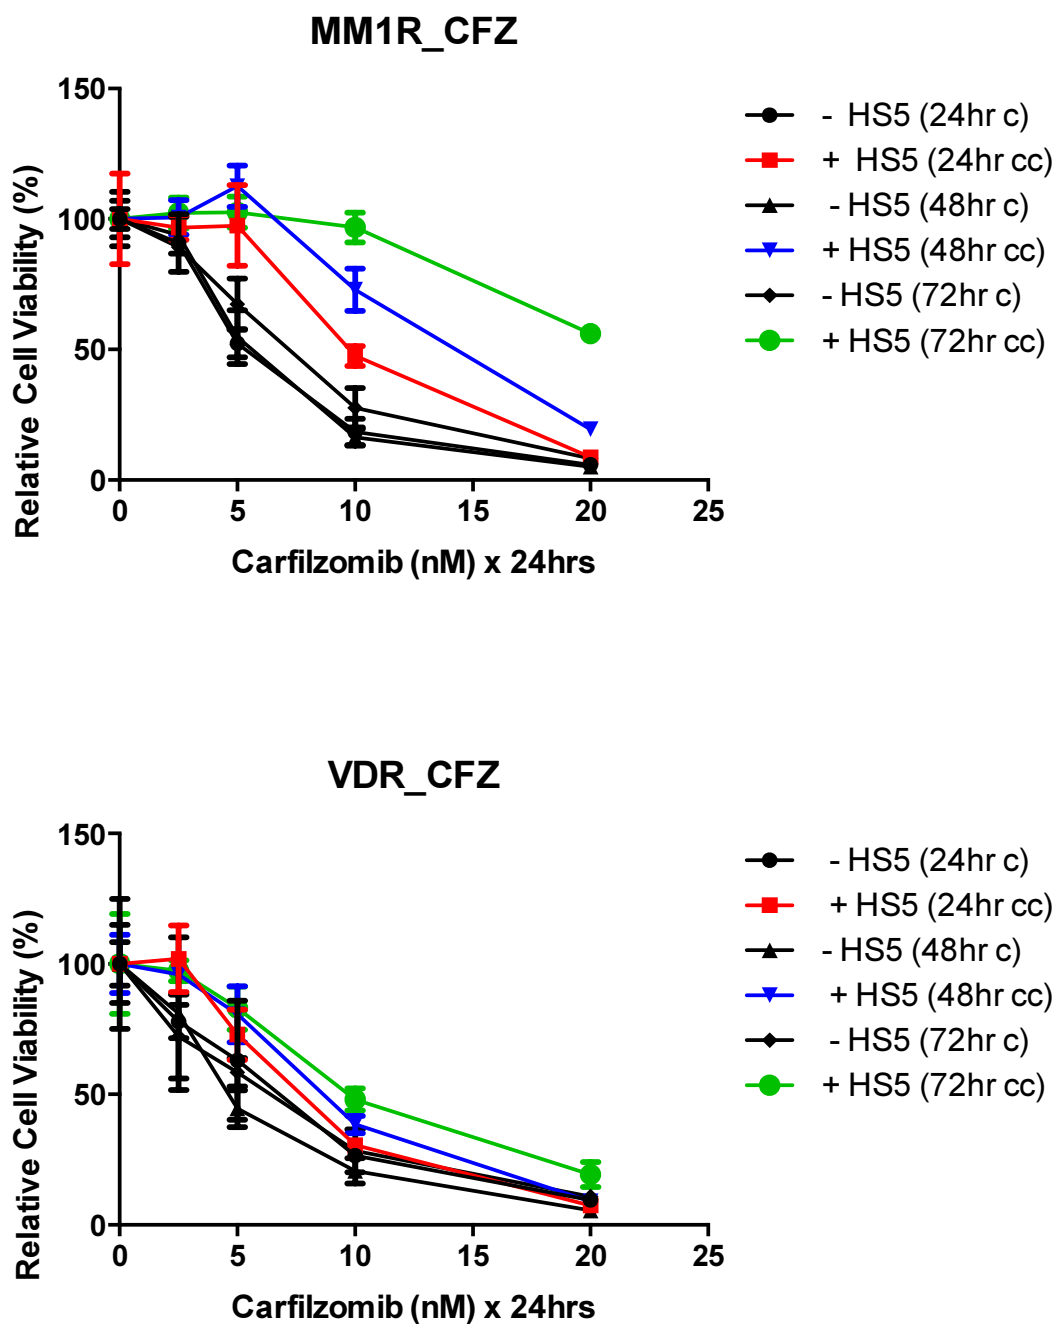 MM1R_CFZ
Relative Cell Viability (%)
150
100
50
0
0 5 10 15 20 25
Carfilzomib (nM) x 24hrs
- HS5 (24hr c)
+ HS5 (24hr cc)
- HS5 (48hr c)
+ HS5 (48hr cc)
- HS5 (72hr c)
+ HS5 (72hr cc)
VDR_CFZ
Relative Cell Viability (%)
150
100
50
0
0 5 10 15 20 25
Carfilzomib (nM) x 24hrs
- HS5 (24hr c)
+ HS5 (24hr cc)
- HS5 (48hr c)
+ HS5 (48hr cc)
- HS5 (72hr c)
+ HS5 (72hr cc)